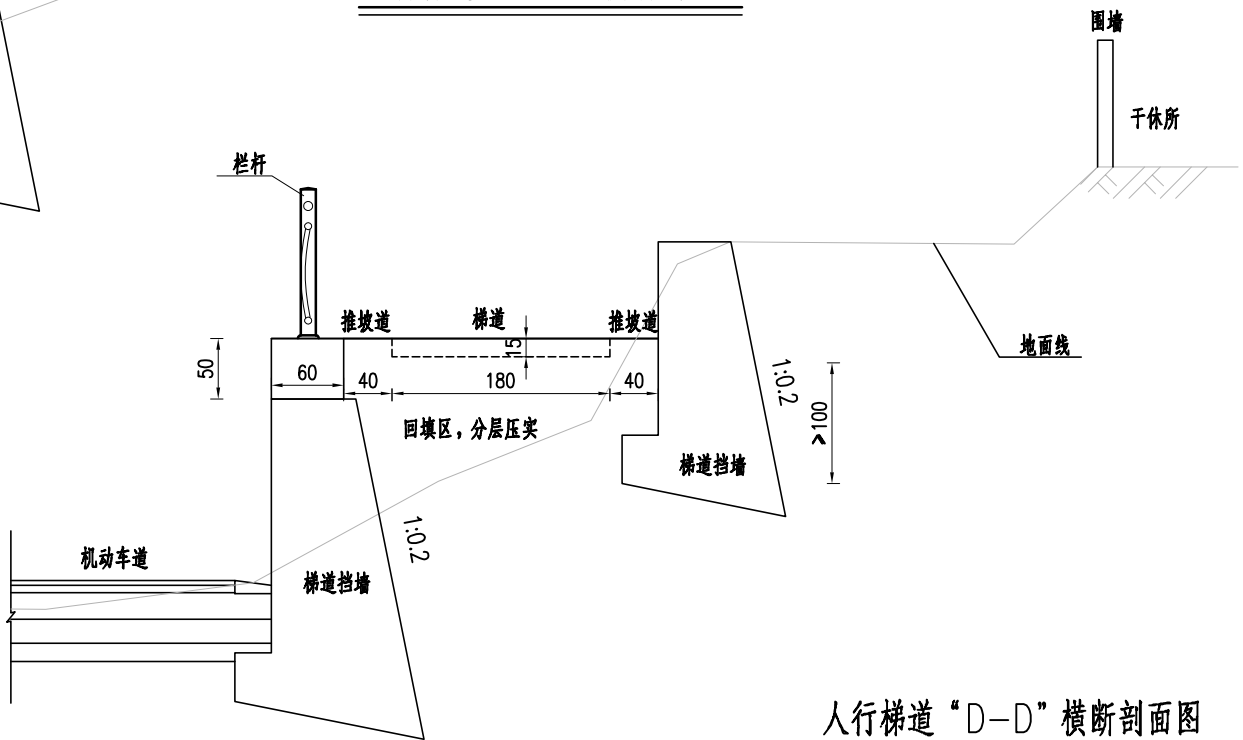 围墙
干休所
栏杆
推坡道
梯道
推坡道
15
地面线
50
60
40
180
40
1:0.2
>100
回填区，分层压实
梯道挡墙
1:0.2
机动车道
梯道挡墙
人行梯道“D-D”横断剖面图